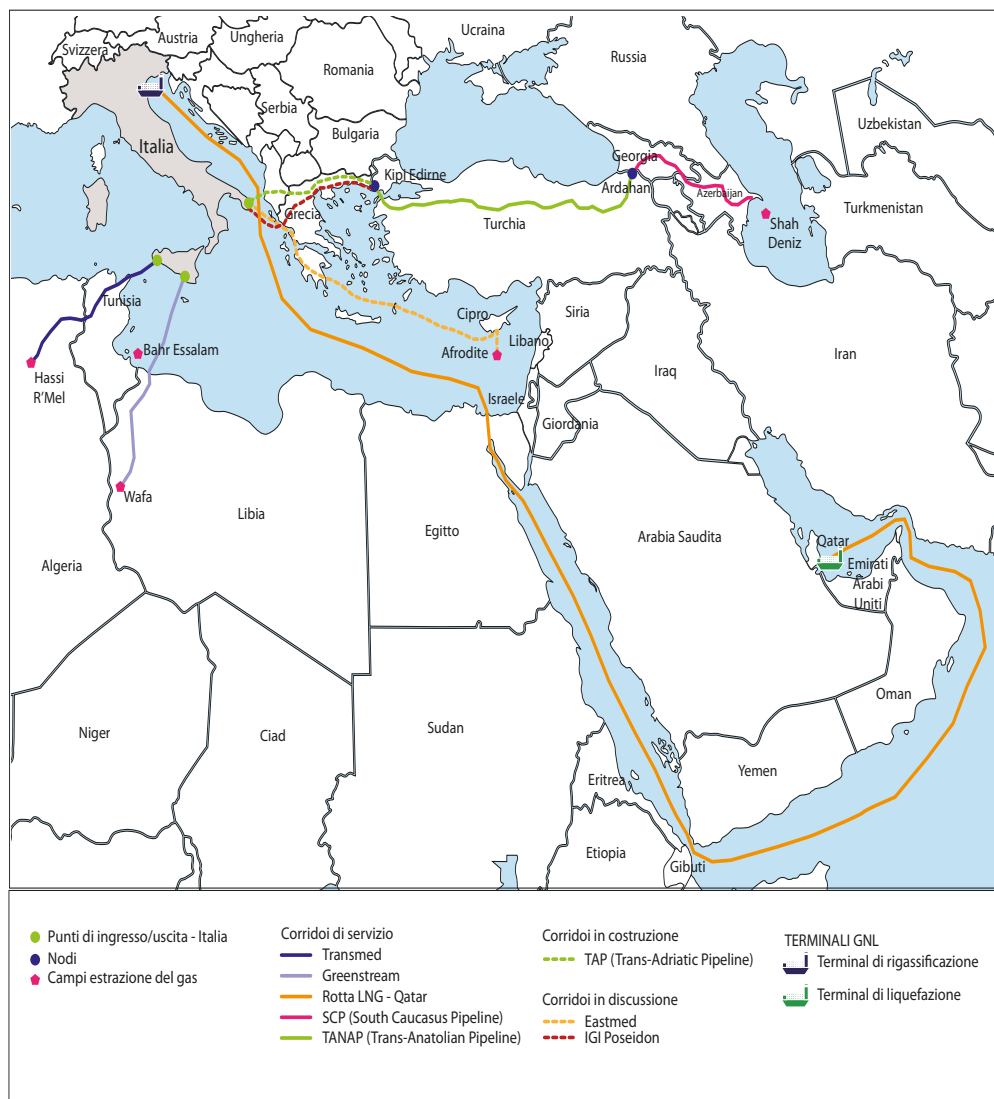 Svizzera
Austria
Ungheria
Ucraina
Russia
Romania
Serbia
Bulgaria
Italia
Uzbekistan
Georgia
Kipi Edirne
Ardahan
Azerbaijan
Turkmenistan
Grecia
Turchia
Shah
Deniz
Tunisia
Cipro
Siria
Libano
Afrodite
Bahr Essalam
Iran
Iraq
Hassi
R'Mel
Israele
Giordania
Wafa
Libia
Egitto
Arabia Saudita
Qatar
Emirati
Arabi
Uniti
Algeria
Oman
Niger
Ciad
Sudan
Yemen
Eritrea
Etiopia
Gibuti
Punti di ingresso/uscita - Italia
Nodi
Campi estrazione del gas
Corridoi di servizio
Transmed
Greenstream
Rotta LNG - Qatar
SCP (South Caucasus Pipeline)
TANAP (Trans-Anatolian Pipeline)
Corridoi in costruzione
TAP (Trans-Adriatic Pipeline)
Corridoi in discussione
Eastmed
IGI Poseidon
TERMINALI GNL
Terminal di rigassificazione
Terminal di liquefazione